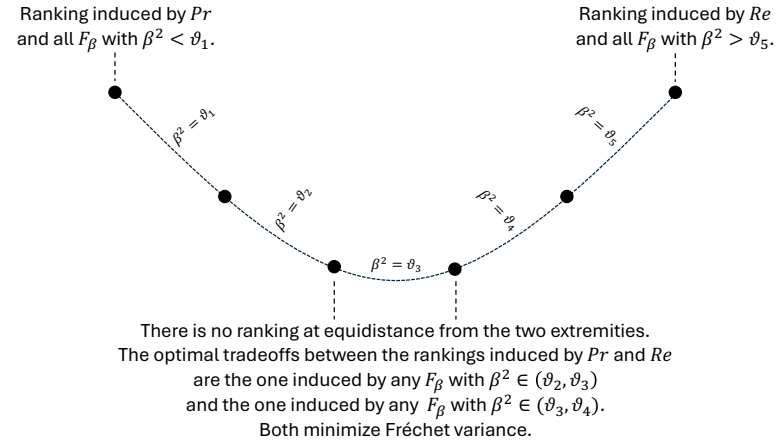 Ranking induced by Pr
and all F_β with β² < ϑ₁.
Ranking induced by Re
and all F_β with β² > ϑ₅.
β² = ϑ₁
β² = ϑ₂
β² = ϑ₃
β² = ϑ₄
β² = ϑ₅
There is no ranking at equidistance from the two extremities.
The optimal tradeoffs between the rankings induced by Pr and Re
are the one induced by any F_β with β² ∈ (ϑ₂, ϑ₃)
and the one induced by any F_β with β² ∈ (ϑ₃, ϑ₄).
Both minimize Fréchet variance.